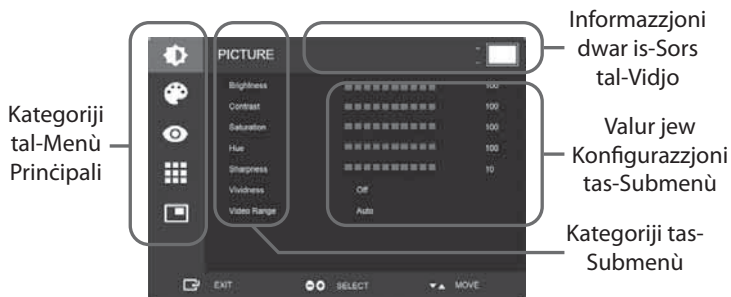 Informazzjoni
dwar is-Sors
tal-Vidjo
PICTURE
Brightness 100
Contrast 100
Saturation 100
Hue 100
Sharpness 10
Vividness Off
Video Range Auto
EXIT SELECT MOVE
Kategoriji
tal-Menù
Prinċipali
Valur jew
Konfigurazzjoni
tas-Submenù
Kategoriji tas-
Submenù